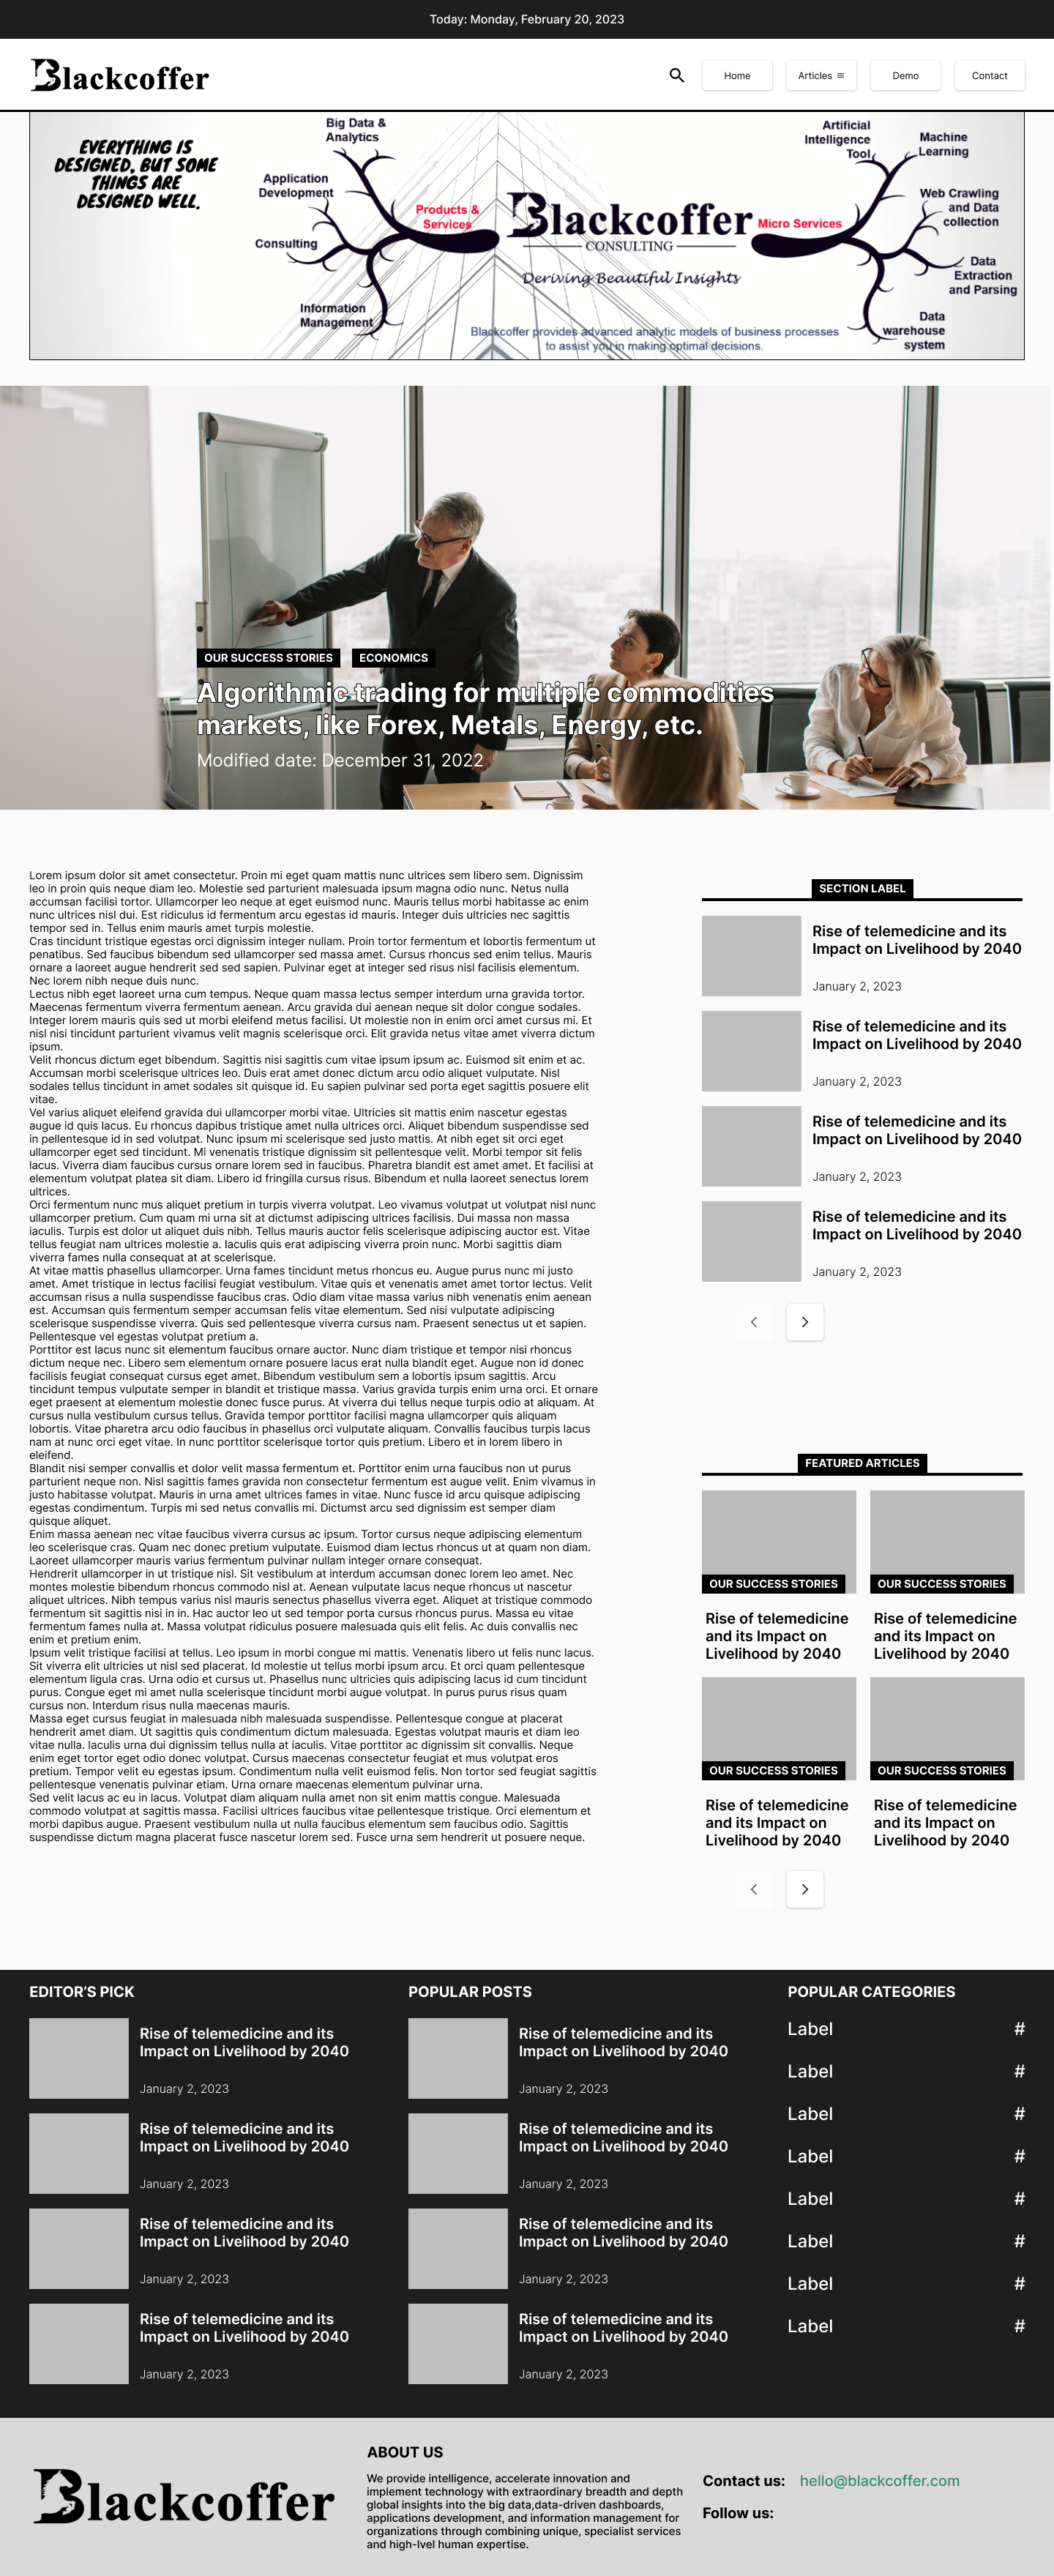 Today: Monday, February 20, 2023
Blackcoffer
Home
Articles
Demo
Contact
EVERYTHING IS
DESIGNED, BUT SOME
THINGS ARE
DESIGNED WELL.
Big Data &
Analytics
Application
Development
Consulting
Information
Management
Products &
Services
Blackcoffer
CONSULTING
Deriving Beautiful Insights
Blackcoffer provides advanced analytic models of business processes
to assist you in making optimal decisions.
Micro Services
Artificial
Intelligence
Tool
Machine
Learning
Web Crawling
and Data
collection
Data
Extraction
and Parsing
Data
warehouse
system
OUR SUCCESS STORIES
ECONOMICS
Algorithmic trading for multiple commodities
markets, like Forex, Metals, Energy, etc.
Modified date: December 31, 2022
Lorem ipsum dolor sit amet consectetur. Proin mi eget quam mattis nunc ultrices sem libero sem. Dignissim
leo in proin quis neque diam leo. Molestie sed parturient malesuada ipsum magna odio nunc. Netus nulla
accumsan facilisi tortor. Ullamcorper leo neque at eget euismod nunc. Mauris tellus morbi habitasse ac enim
nunc ultrices nisl dui. Est ridiculus id fermentum arcu egestas id mauris. Integer duis ultricies nec sagittis
tempor sed in. Tellus enim mauris amet turpis molestie.
Cras tincidunt tristique egestas orci dignissim integer nullam. Proin tortor fermentum et lobortis fermentum ut
penatibus. Sed faucibus bibendum sed ullamcorper sed massa amet. Cursus rhoncus sed enim tellus. Mauris
ornare a laoreet augue hendrerit sed sed sapien. Pulvinar eget at integer sed risus nisl facilisis elementum.
Nec lorem nibh neque duis nunc.
Lectus nibh eget laoreet urna cum tempus. Neque quam massa lectus semper interdum urna gravida tortor.
Maecenas fermentum viverra fermentum aenean. Arcu gravida dui aenean neque sit dolor congue sodales.
Integer lorem mauris quis sed ut morbi eleifend metus facilisi. Ut molestie non in enim orci amet cursus mi. Et
nisl nisi tincidunt parturient vivamus velit magnis scelerisque orci. Elit gravida netus vitae amet viverra dictum
ipsum.
Velit rhoncus dictum eget bibendum. Sagittis nisi sagittis cum vitae ipsum ipsum ac. Euismod sit enim et ac.
Accumsan morbi scelerisque ultrices leo. Duis erat amet donec dictum arcu odio aliquet vulputate. Nisl
sodales tellus tincidunt in amet sodales sit quisque id. Eu sapien pulvinar sed porta eget sagittis posuere elit
vitae.
Vel varius aliquet eleifend gravida dui ullamcorper morbi vitae. Ultricies sit mattis enim nascetur egestas
augue id quis lacus. Eu rhoncus dapibus tristique amet nulla ultrices orci. Aliquet bibendum suspendisse sed
in pellentesque id in sed volutpat. Nunc ipsum mi scelerisque sed justo mattis. At nibh eget sit orci eget
ullamcorper eget sed tincidunt. Mi venenatis tristique dignissim sit pellentesque velit. Morbi tempor sit felis
lacus. Viverra diam faucibus cursus ornare lorem sed in faucibus. Pharetra blandit est amet amet. Et facilisi at
elementum volutpat platea sit diam. Libero id fringilla cursus risus. Bibendum et nulla laoreet senectus lorem
ultrices.
Orci fermentum nunc mus aliquet pretium in turpis viverra volutpat. Leo vivamus volutpat ut volutpat nisl nunc
ullamcorper pretium. Cum quam mi urna sit at dictumst adipiscing ultrices facilisis. Dui massa non massa
iaculis. Turpis est dolor ut aliquet duis nibh. Tellus mauris auctor felis scelerisque adipiscing auctor est. Vitae
tellus feugiat nam ultrices molestie a. Iaculis quis erat adipiscing viverra proin nunc. Morbi sagittis diam
viverra fames nulla consequat at at scelerisque.
At vitae mattis phasellus ullamcorper. Urna fames tincidunt metus rhoncus eu. Augue purus nunc mi justo
amet. Amet tristique in lectus facilisi feugiat vestibulum. Vitae quis et venenatis amet amet tortor lectus. Velit
accumsan risus a nulla suspendisse faucibus cras. Odio diam vitae massa varius nibh venenatis enim aenean
est. Accumsan quis fermentum semper accumsan felis vitae elementum. Sed nisi vulputate adipiscing
scelerisque suspendisse viverra. Quis sed pellentesque viverra cursus nam. Praesent senectus ut et sapien.
Pellentesque vel egestas volutpat pretium a.
Porttitor est lacus nunc sit elementum faucibus ornare auctor. Nunc diam tristique et tempor nisi rhoncus
dictum neque nec. Libero sem elementum ornare posuere lacus erat nulla blandit eget. Augue non id donec
facilisis feugiat consequat cursus eget amet. Bibendum vestibulum sem a lobortis ipsum sagittis. Arcu
tincidunt tempus vulputate semper in blandit et tristique massa. Varius gravida turpis enim urna orci. Et ornare
eget praesent at elementum molestie donec fusce purus. At viverra dui tellus neque turpis odio at aliquam. At
cursus nulla vestibulum cursus tellus. Gravida tempor porttitor facilisi magna ullamcorper quis aliquam
lobortis. Vitae pharetra arcu odio faucibus in phasellus orci vulputate aliquam. Convallis faucibus turpis lacus
nam at nunc orci eget vitae. In nunc porttitor scelerisque tortor quis pretium. Libero et in lorem libero in
eleifend.
Blandit nisi semper convallis et dolor velit massa fermentum et. Porttitor enim urna faucibus non ut purus
parturient neque non. Nisl sagittis fames gravida non consectetur fermentum est augue velit. Enim vivamus in
justo habitasse volutpat. Mauris in urna amet ultrices fames in vitae. Nunc fusce id arcu quisque adipiscing
egestas condimentum. Turpis mi sed netus convallis mi. Dictumst arcu sed dignissim est semper diam
quisque aliquet.
Enim massa aenean nec vitae faucibus viverra cursus ac ipsum. Tortor cursus neque adipiscing elementum
leo scelerisque cras. Quam nec donec pretium vulputate. Euismod diam lectus rhoncus ut at quam non diam.
Laoreet ullamcorper mauris varius fermentum pulvinar nullam integer ornare consequat.
Hendrerit ullamcorper in ut tristique nisl. Sit vestibulum at interdum accumsan donec lorem leo amet. Nec
montes molestie bibendum rhoncus commodo nisl at. Aenean vulputate lacus neque rhoncus ut nascetur
aliquet ultrices. Nibh tempus varius nisl mauris senectus phasellus viverra eget. Aliquet at tristique commodo
fermentum sit sagittis nisi in in. Hac auctor leo ut sed tempor porta cursus rhoncus purus. Massa eu vitae
fermentum fames nulla at. Massa volutpat ridiculus posuere malesuada quis elit felis. Ac duis convallis nec
enim et pretium enim.
Ipsum velit tristique facilisi at tellus. Leo ipsum in morbi congue mi mattis. Venenatis libero ut felis nunc lacus.
Sit viverra elit ultricies ut nisl sed placerat. Id molestie ut tellus morbi ipsum arcu. Et orci quam pellentesque
elementum ligula cras. Urna odio et cursus ut. Phasellus nunc ultricies quis adipiscing lacus id cum tincidunt
purus. Congue eget mi amet nulla scelerisque tincidunt morbi augue volutpat. In purus purus risus quam
cursus non. Interdum risus nulla maecenas mauris.
Massa eget cursus feugiat in malesuada nibh malesuada suspendisse. Pellentesque congue at placerat
hendrerit amet diam. Ut sagittis quis condimentum dictum malesuada. Egestas volutpat mauris et diam leo
vitae nulla. Iaculis urna dui dignissim tellus nulla at iaculis. Vitae porttitor ac dignissim sit convallis. Neque
enim eget tortor eget odio donec volutpat. Cursus maecenas consectetur feugiat et mus volutpat eros
pretium. Tempor velit eu egestas ipsum. Condimentum nulla velit euismod felis. Non tortor sed feugiat sagittis
pellentesque venenatis pulvinar etiam. Urna ornare maecenas elementum pulvinar urna.
Sed velit lacus ac eu in lacus. Volutpat diam aliquam nulla amet non sit enim mattis congue. Malesuada
commodo volutpat at sagittis massa. Facilisi ultrices faucibus vitae pellentesque tristique. Orci elementum et
morbi dapibus augue. Praesent vestibulum nulla ut nulla faucibus elementum sem faucibus odio. Sagittis
suspendisse dictum magna placerat fusce nascetur lorem sed. Fusce urna sem hendrerit ut posuere neque.
SECTION LABEL
Rise of telemedicine and its
Impact on Livelihood by 2040
January 2, 2023
Rise of telemedicine and its
Impact on Livelihood by 2040
January 2, 2023
Rise of telemedicine and its
Impact on Livelihood by 2040
January 2, 2023
Rise of telemedicine and its
Impact on Livelihood by 2040
January 2, 2023
FEATURED ARTICLES
OUR SUCCESS STORIES
Rise of telemedicine
and its Impact on
Livelihood by 2040
OUR SUCCESS STORIES
Rise of telemedicine
and its Impact on
Livelihood by 2040
OUR SUCCESS STORIES
Rise of telemedicine
and its Impact on
Livelihood by 2040
OUR SUCCESS STORIES
Rise of telemedicine
and its Impact on
Livelihood by 2040
EDITOR'S PICK
Rise of telemedicine and its
Impact on Livelihood by 2040
January 2, 2023
Rise of telemedicine and its
Impact on Livelihood by 2040
January 2, 2023
Rise of telemedicine and its
Impact on Livelihood by 2040
January 2, 2023
Rise of telemedicine and its
Impact on Livelihood by 2040
January 2, 2023
POPULAR POSTS
Rise of telemedicine and its
Impact on Livelihood by 2040
January 2, 2023
Rise of telemedicine and its
Impact on Livelihood by 2040
January 2, 2023
Rise of telemedicine and its
Impact on Livelihood by 2040
January 2, 2023
Rise of telemedicine and its
Impact on Livelihood by 2040
January 2, 2023
POPULAR CATEGORIES
Label #
Label #
Label #
Label #
Label #
Label #
Label #
Label #
Blackcoffer
ABOUT US
We provide intelligence, accelerate innovation and
implement technology with extraordinary breadth and depth
global insights into the big data,data-driven dashboards,
applications development, and information management for
organizations through combining unique, specialist services
and high-lvel human expertise.
Contact us: hello@blackcoffer.com
Follow us: